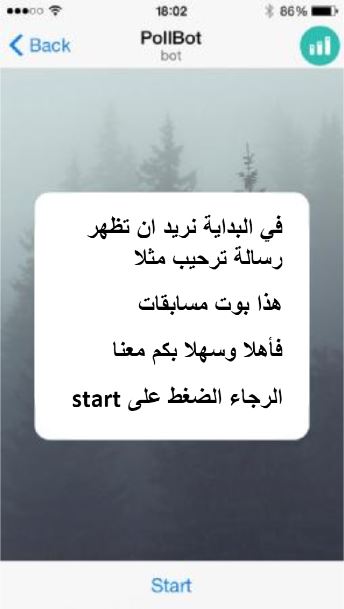 18:02
86%
Back
PollBot
bot
في البداية نريد ان تظهر
رسالة ترحيب مثلا
هذا بوت مسابقات
فأهلا وسهلا بكم معنا
الرجاء الضغط على start
Start